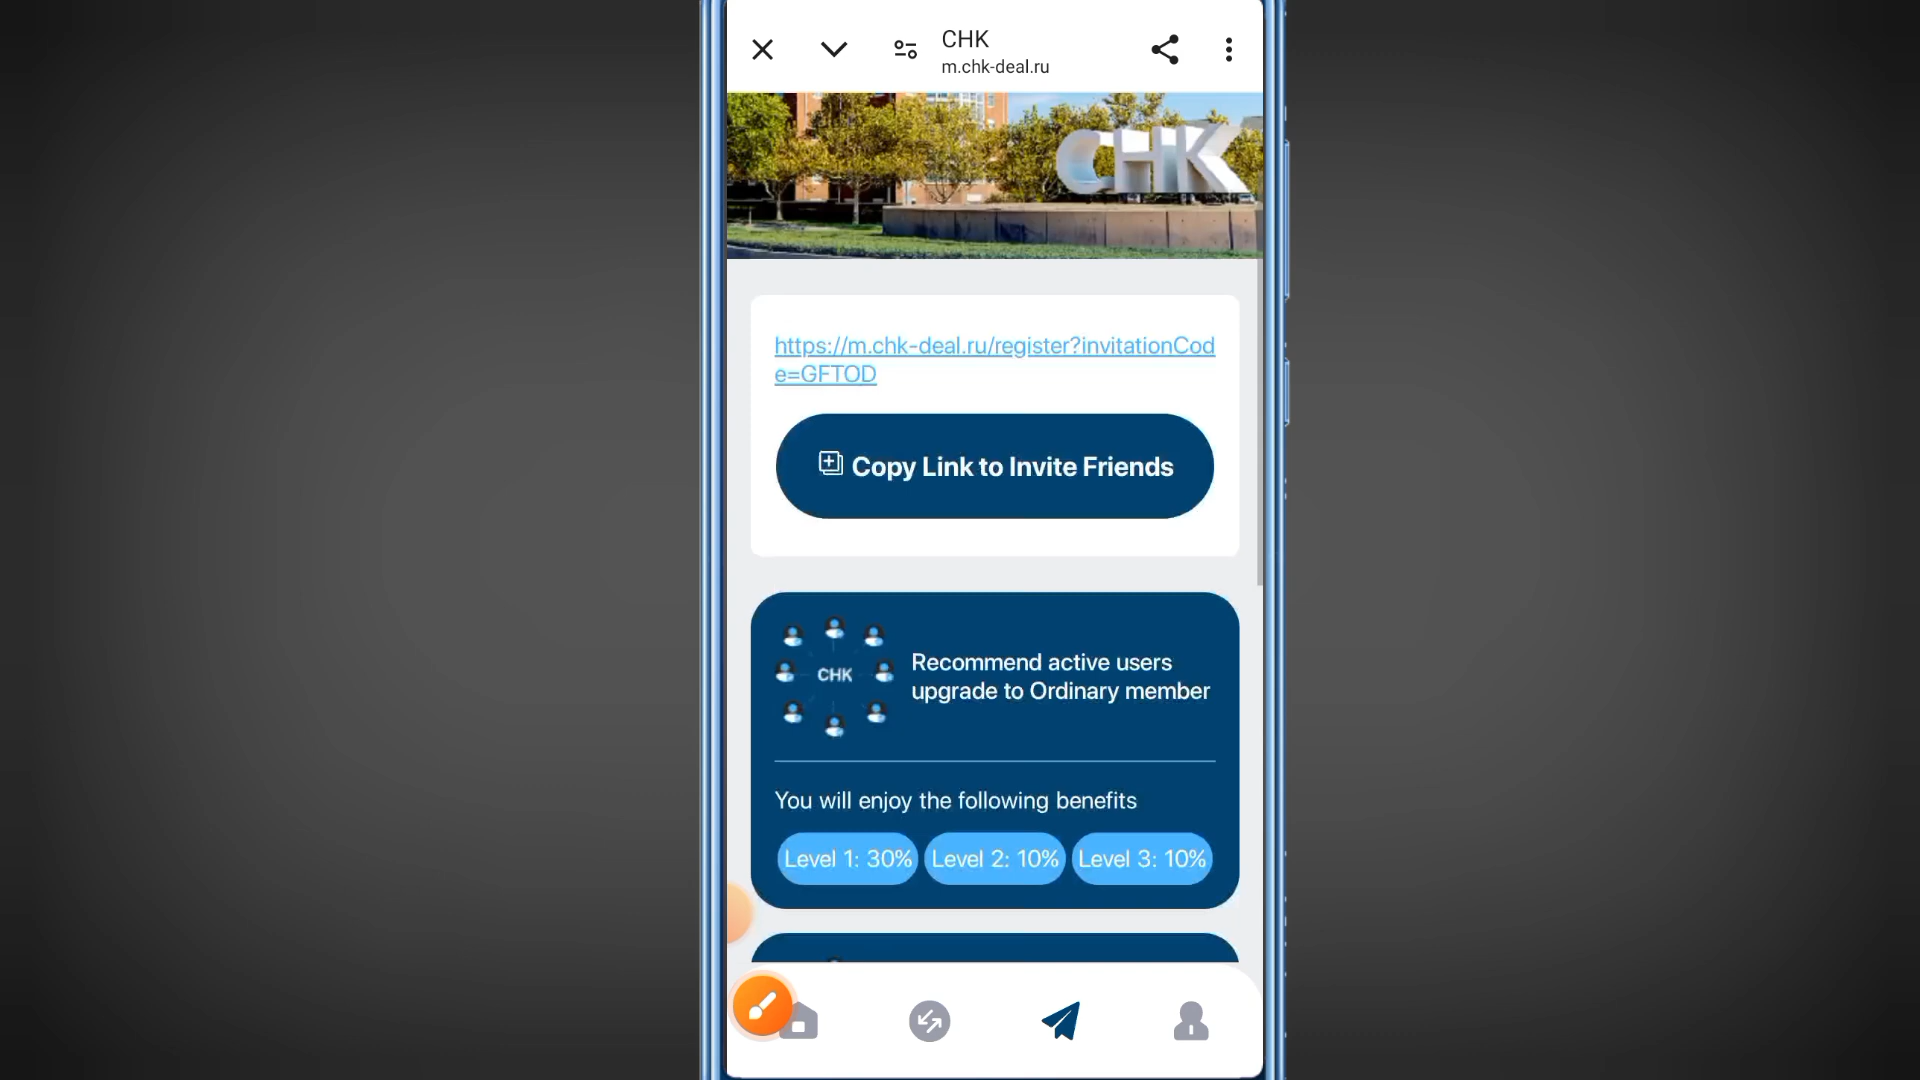 CHK
m.chk-deal.ru
CHK
https://m.chk-deal.ru/register?invitationCod
e=GFTOD
Copy Link to Invite Friends
CHK
Recommend active users
upgrade to Ordinary member
You will enjoy the following benefits
Level 1: 30%
Level 2: 10%
Level 3: 10%